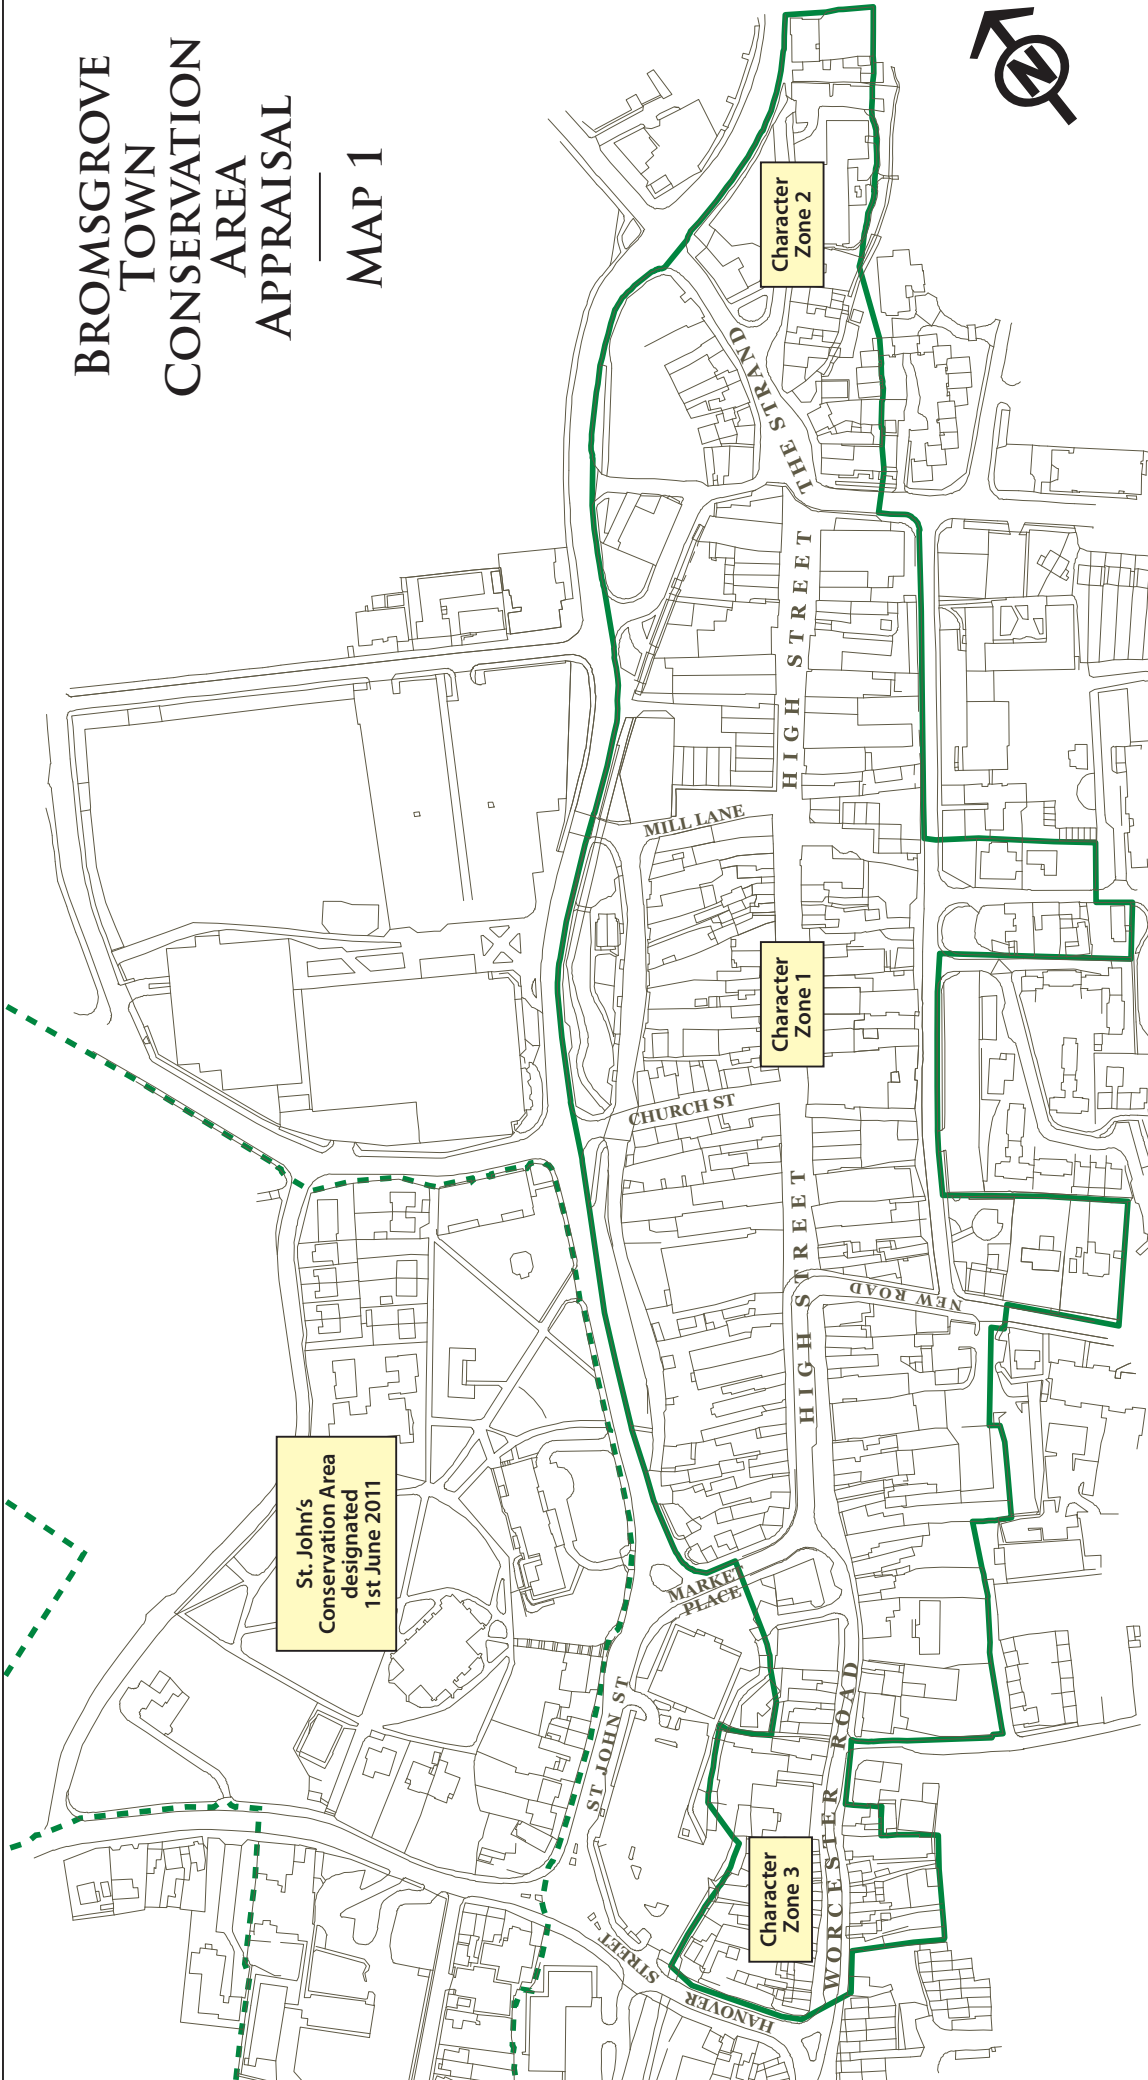 BROMSGROVE
TOWN
CONSERVATION
AREA
APPRAISAL
MAP 1
N
Character
Zone 2
THE STRAND
HIGH STREET
MILL LANE
Character
Zone 1
CHURCH ST
HIGH STREET
NEW ROAD
HIGH STREET
St. John's
Conservation Area
designated
1st June 2011
MARKET
PLACE
ST JOHN ST
WORCESTER ROAD
Character
Zone 3
HANOVER STREET